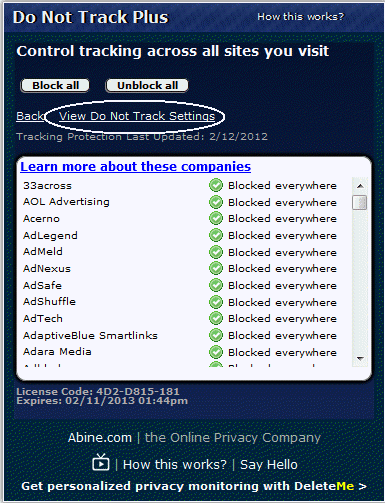 Do Not Track Plus How this works?
Control tracking across all sites you visit
Block all Unblock all
Back View Do Not Track Settings
Tracking Protection Last Updated: 2/12/2012
Learn more about these companies
33across Blocked everywhere
AOL Advertising Blocked everywhere
Acerno Blocked everywhere
AdLegend Blocked everywhere
AdMeld Blocked everywhere
AdNexus Blocked everywhere
AdSafe Blocked everywhere
AdShuffle Blocked everywhere
AdTech Blocked everywhere
AdaptiveBlue Smartlinks Blocked everywhere
Adara Media Blocked everywhere
License Code: 4D2-D815-181
Expires: 02/11/2013 01:44pm
Abine.com | the Online Privacy Company
| How this works? | Say Hello
Get personalized privacy monitoring with DeleteMe >